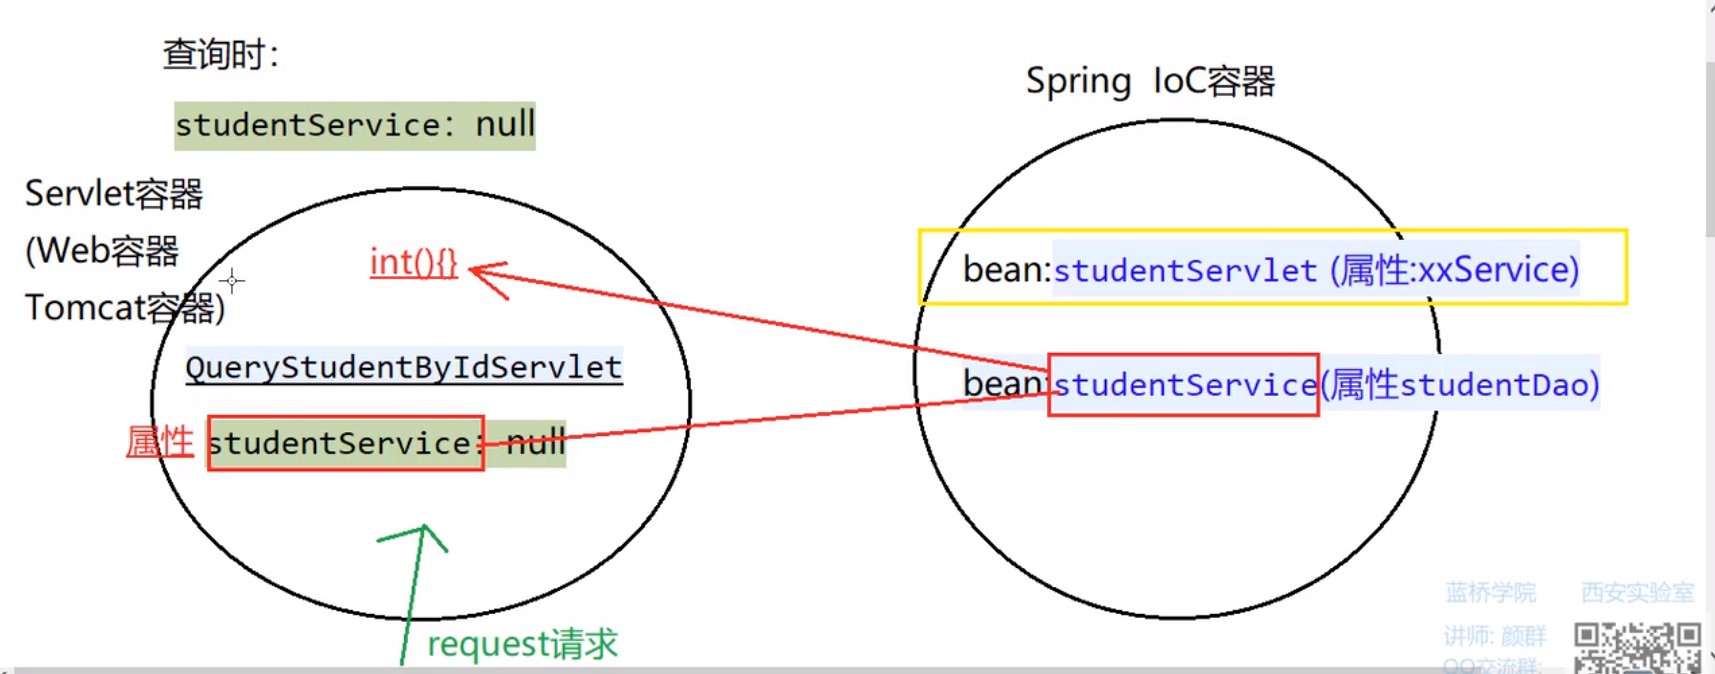 查询时：
studentService：null
Servlet容器
(Web容器
Tomcat容器)
int(){}
QueryStudentByIdServlet
属性 studentService：null
request请求
Spring IoC容器
bean:studentServlet (属性:xxService)
bean:studentService(属性studentDao)
蓝桥学院 西安实验室
讲师: 颜群
QQ交流群: